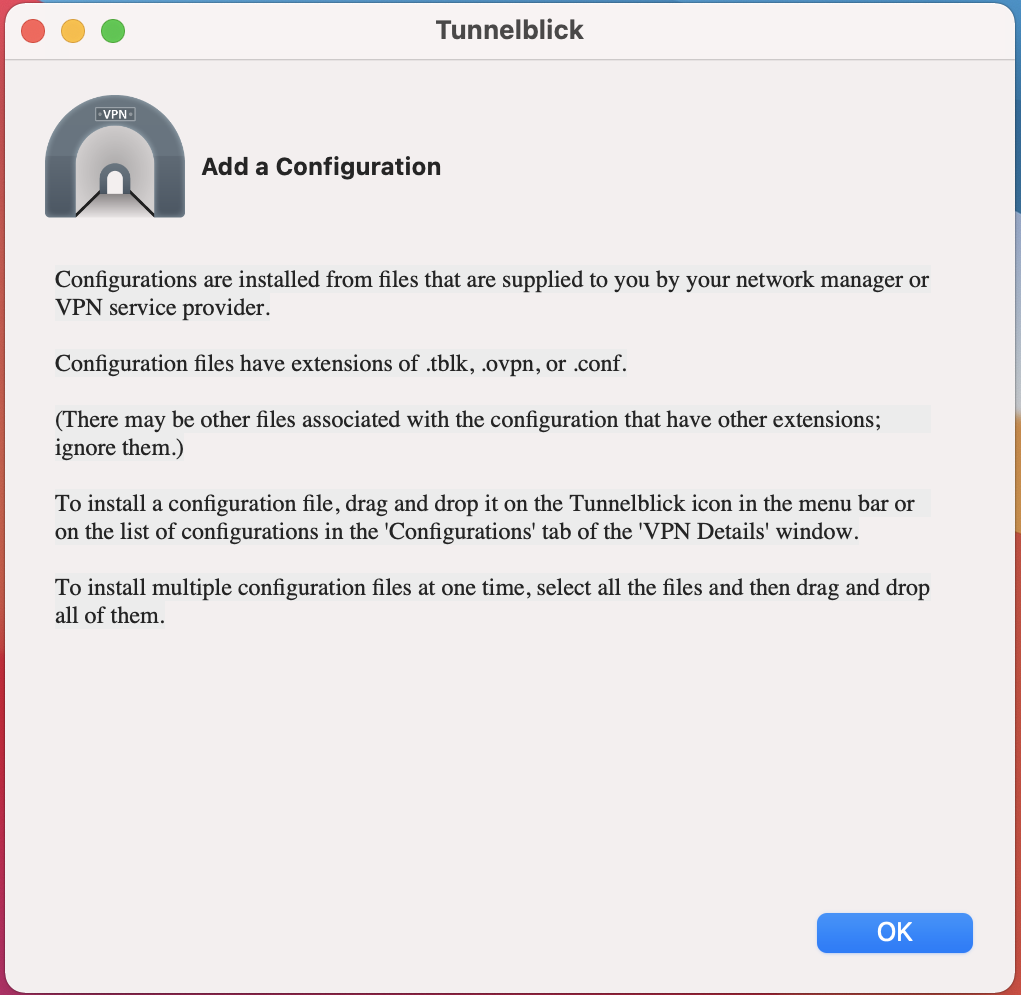 Tunnelblick
VPN
Add a Configuration
Configurations are installed from files that are supplied to you by your network manager or
VPN service provider.
Configuration files have extensions of .tblk, .ovpn, or .conf.
(There may be other files associated with the configuration that have other extensions;
ignore them.)
To install a configuration file, drag and drop it on the Tunnelblick icon in the menu bar or
on the list of configurations in the 'Configurations' tab of the 'VPN Details' window.
To install multiple configuration files at one time, select all the files and then drag and drop
all of them.
OK